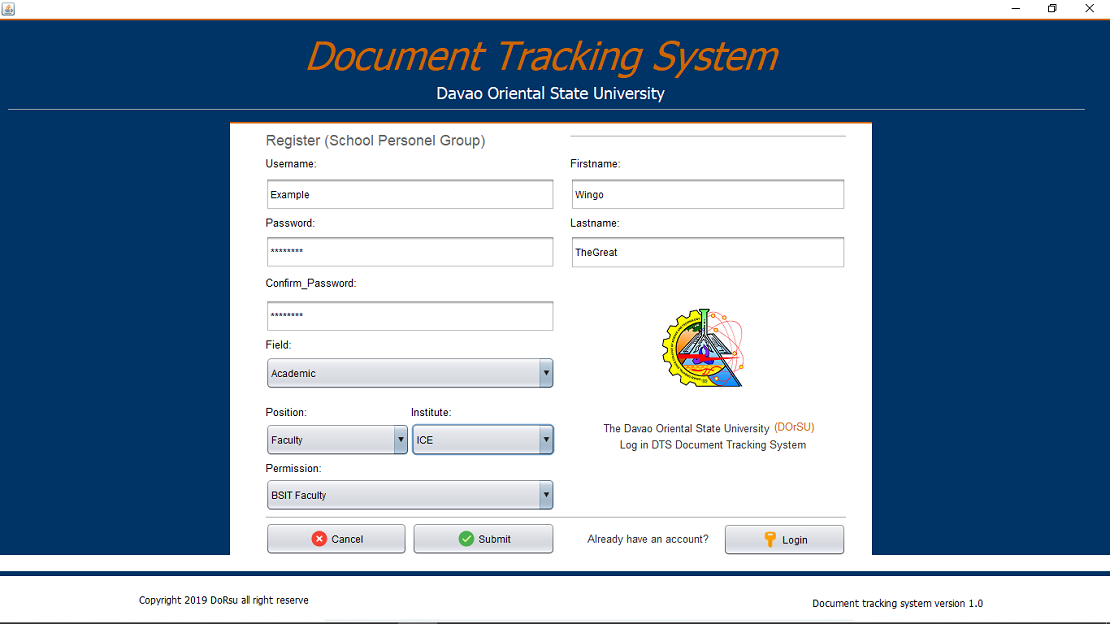 Document Tracking System
Davao Oriental State University
Register (School Personel Group)
Username:
Firstname:
Example
Wingo
Password:
Lastname:
********
TheGreat
Confirm_Password:
********
Field:
Academic
Position:
Institute:
Faculty
ICE
The Davao Oriental State University (DOrSU)
Log in DTS Document Tracking System
Permission:
BSIT Faculty
Cancel
Submit
Already have an account?
Login
Copyright 2019 DoRsu all right reserve
Document tracking system version 1.0